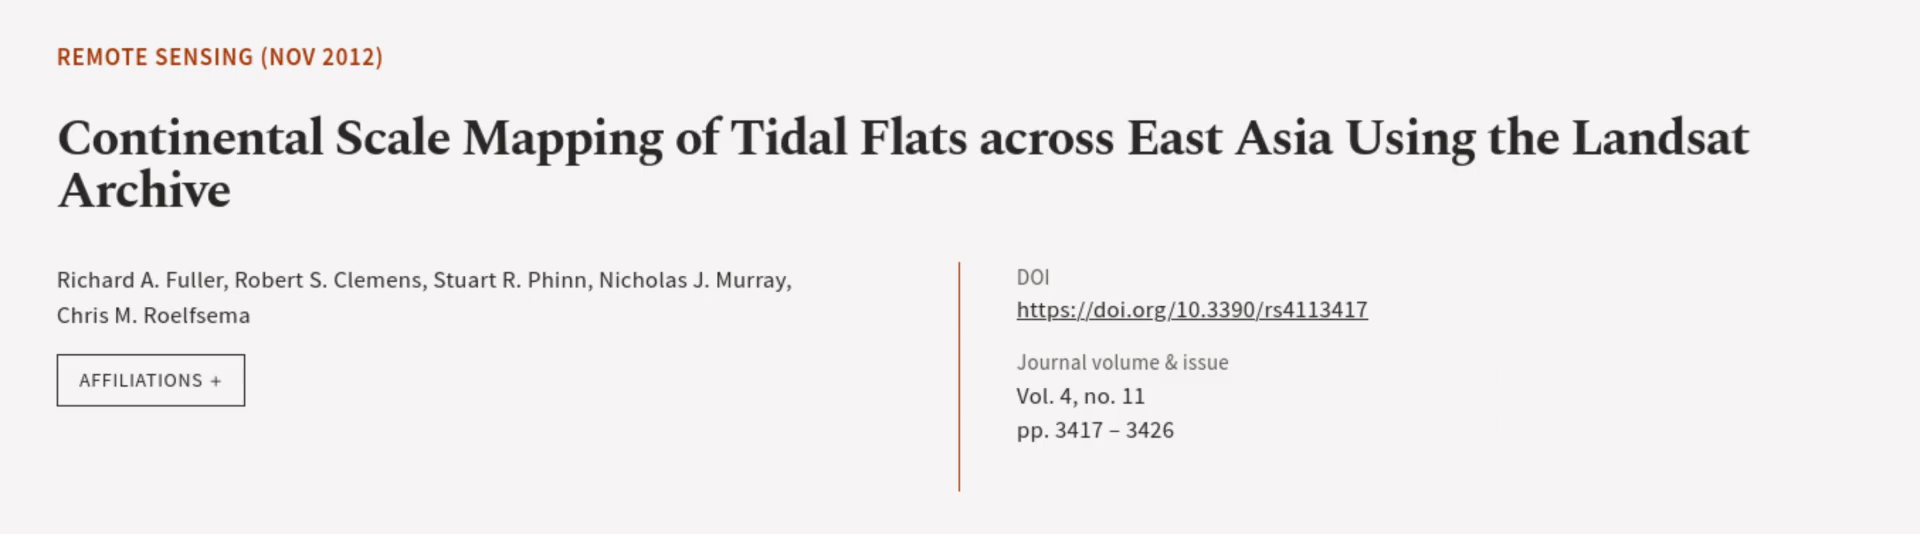 REMOTE SENSING (NOV 2012)
Continental Scale Mapping of Tidal Flats across East Asia Using the Landsat
Archive
Richard A. Fuller, Robert S. Clemens, Stuart R. Phinn, Nicholas J. Murray,
Chris M. Roelfsema
AFFILIATIONS +
DOI
https://doi.org/10.3390/rs4113417
Journal volume & issue
Vol. 4, no. 11
pp. 3417 – 3426